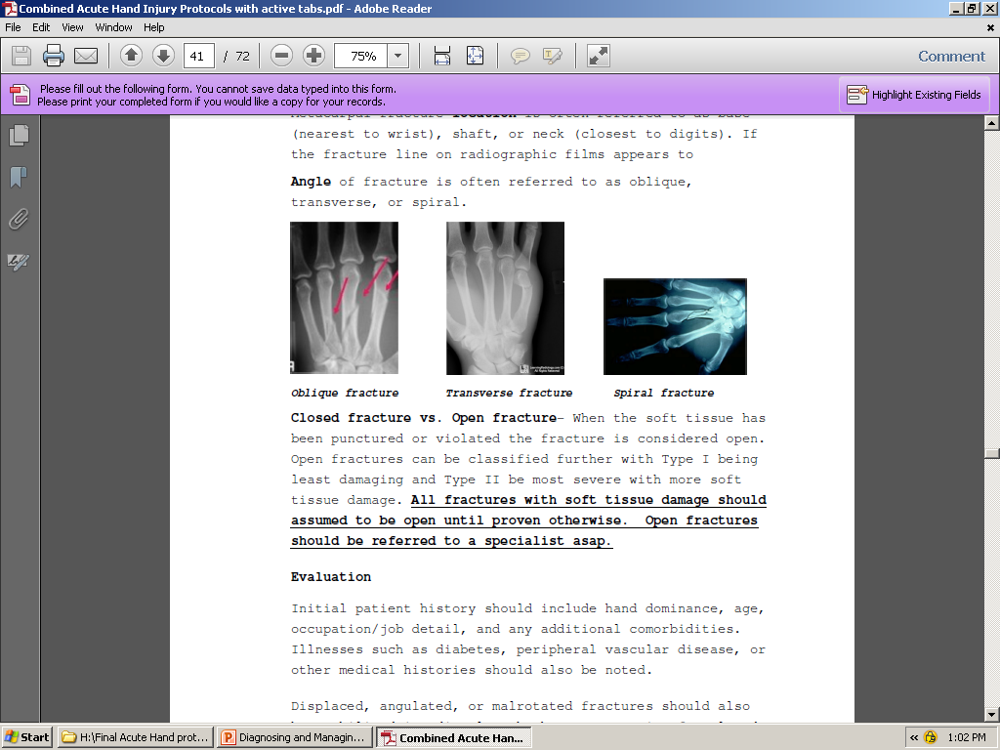 Combined Acute Hand Injury Protocols with active tabs.pdf - Adobe Reader
File Edit View Window Help
41 / 72 75% Comment
Please fill out the following form. You cannot save data typed into this form.
Please print your completed form if you would like a copy for your records.
Highlight Existing Fields
Metacarpal fracture location is often referred to as base
(nearest to wrist), shaft, or neck (closest to digits). If
the fracture line on radiographic films appears to
Angle of fracture is often referred to as oblique,
transverse, or spiral.
Oblique fracture Transverse fracture Spiral fracture
Closed fracture vs. Open fracture– When the soft tissue has
been punctured or violated the fracture is considered open.
Open fractures can be classified further with Type I being
least damaging and Type II be most severe with more soft
tissue damage. All fractures with soft tissue damage should
assumed to be open until proven otherwise. Open fractures
should be referred to a specialist asap.
Evaluation
Initial patient history should include hand dominance, age,
occupation/job detail, and any additional comorbidities.
Illnesses such as diabetes, peripheral vascular disease, or
other medical histories should also be noted.
Displaced, angulated, or malrotated fractures should also
Start H:\Final Acute Hand prot... Diagnosing and Managin... Combined Acute Han... « 1:02 PM